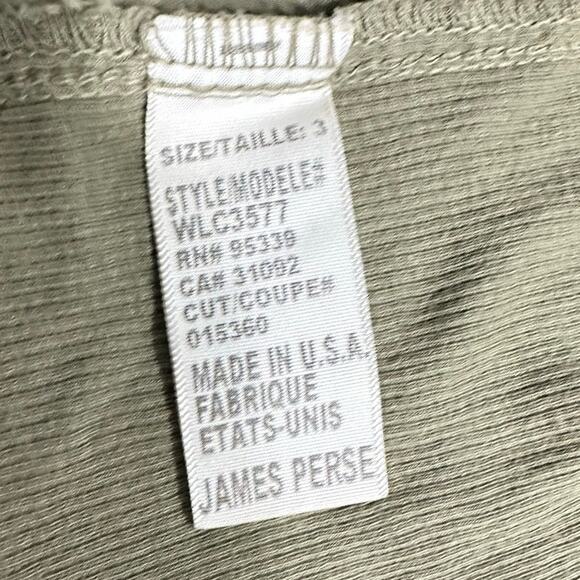 SIZE/TAILLE: 3
STYLE/MODELE#
WLC3577
RN# 95339
CA# 31092
CUT/COUPE#
015360
MADE IN U.S.A.
FABRIQUE
ETATS-UNIS
JAMES PERSE